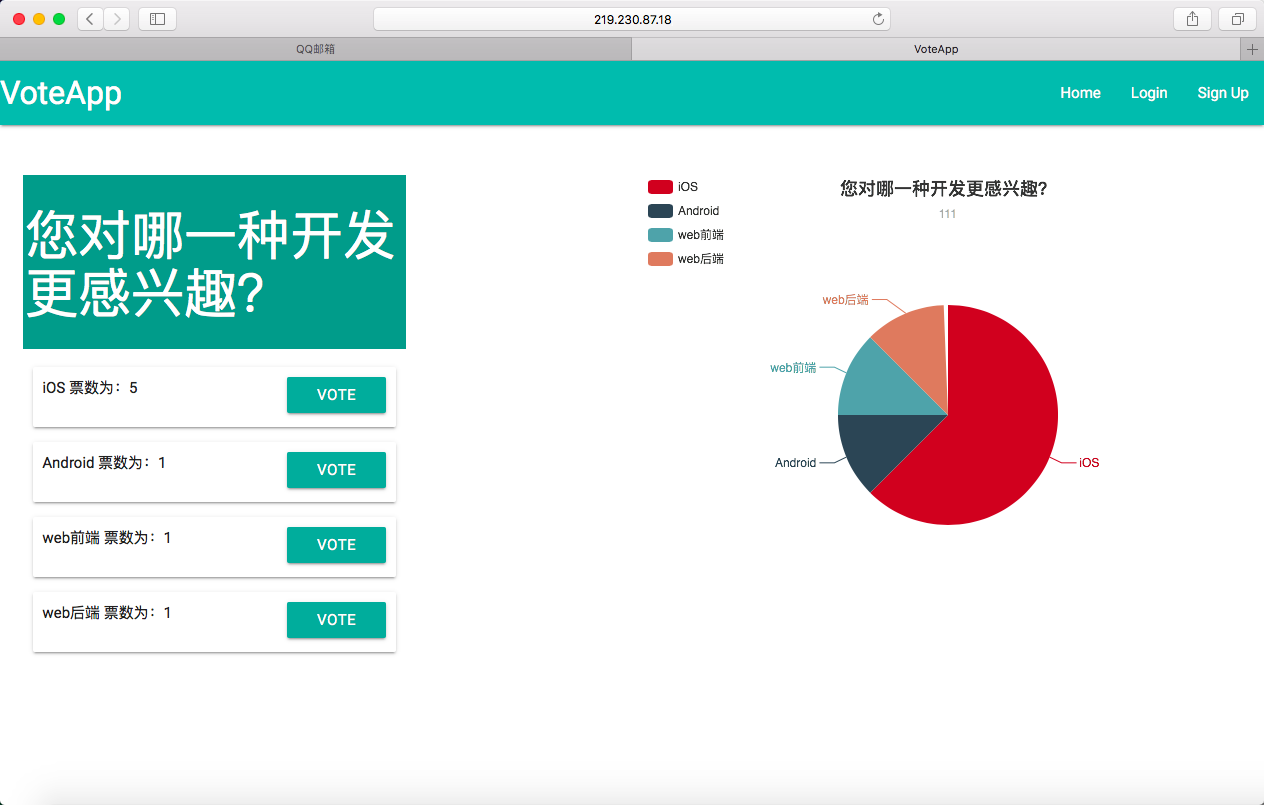 219.230.87.18
QQ邮箱
VoteApp
VoteApp
Home
Login
Sign Up
您对哪一种开发
更感兴趣?
iOS 票数为：5
VOTE
Android 票数为：1
VOTE
web前端 票数为：1
VOTE
web后端 票数为：1
VOTE
iOS
Android
web前端
web后端
您对哪一种开发更感兴趣?
111
web后端
web前端
Android
iOS